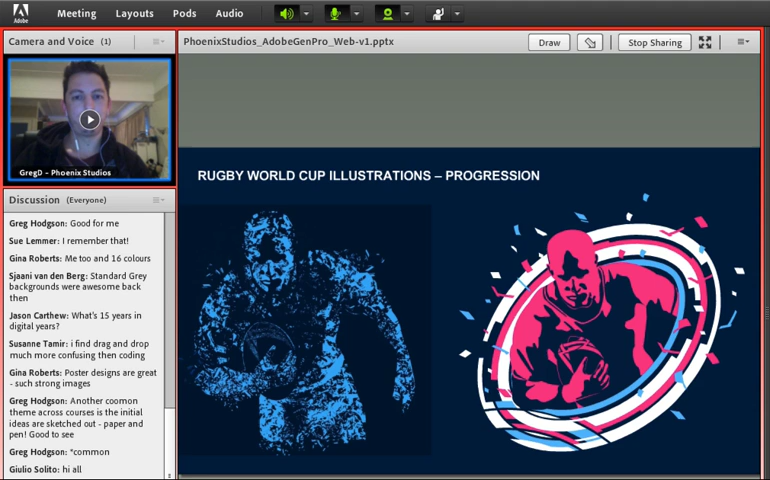 Adobe
Meeting Layouts Pods Audio
Camera and Voice (1)
GregD - Phoenix Studios
Discussion (Everyone)
Greg Hodgson: Good for me
Sue Lemmer: I remember that!
Gina Roberts: Me too and 16 colours
Sjaani van den Berg: Standard Grey
backgrounds were awesome back
then
Jason Carthew: What's 15 years in
digital years?
Susanne Tamir: i find drag and drop
much more confusing then coding
Gina Roberts: Poster designs are great
- such strong images
Greg Hodgson: Another coomon
theme across courses is the initial
ideas are sketched out - paper and
pen! Good to see
Greg Hodgson: *common
Giulio Solito: hi all
PhoenixStudios_AdobeGenPro_Web-v1.pptx
Draw Stop Sharing
RUGBY WORLD CUP ILLUSTRATIONS – PROGRESSION